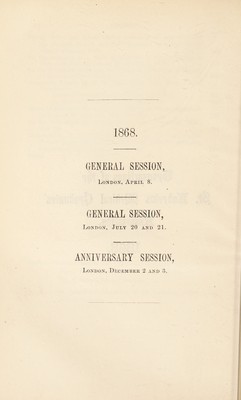 1868.
GENERAL SESSION,
London, April 8.
GENERAL SESSION,
London, July 20 and 21.
ANNIVERSARY SESSION,
London, December 2 and 3.